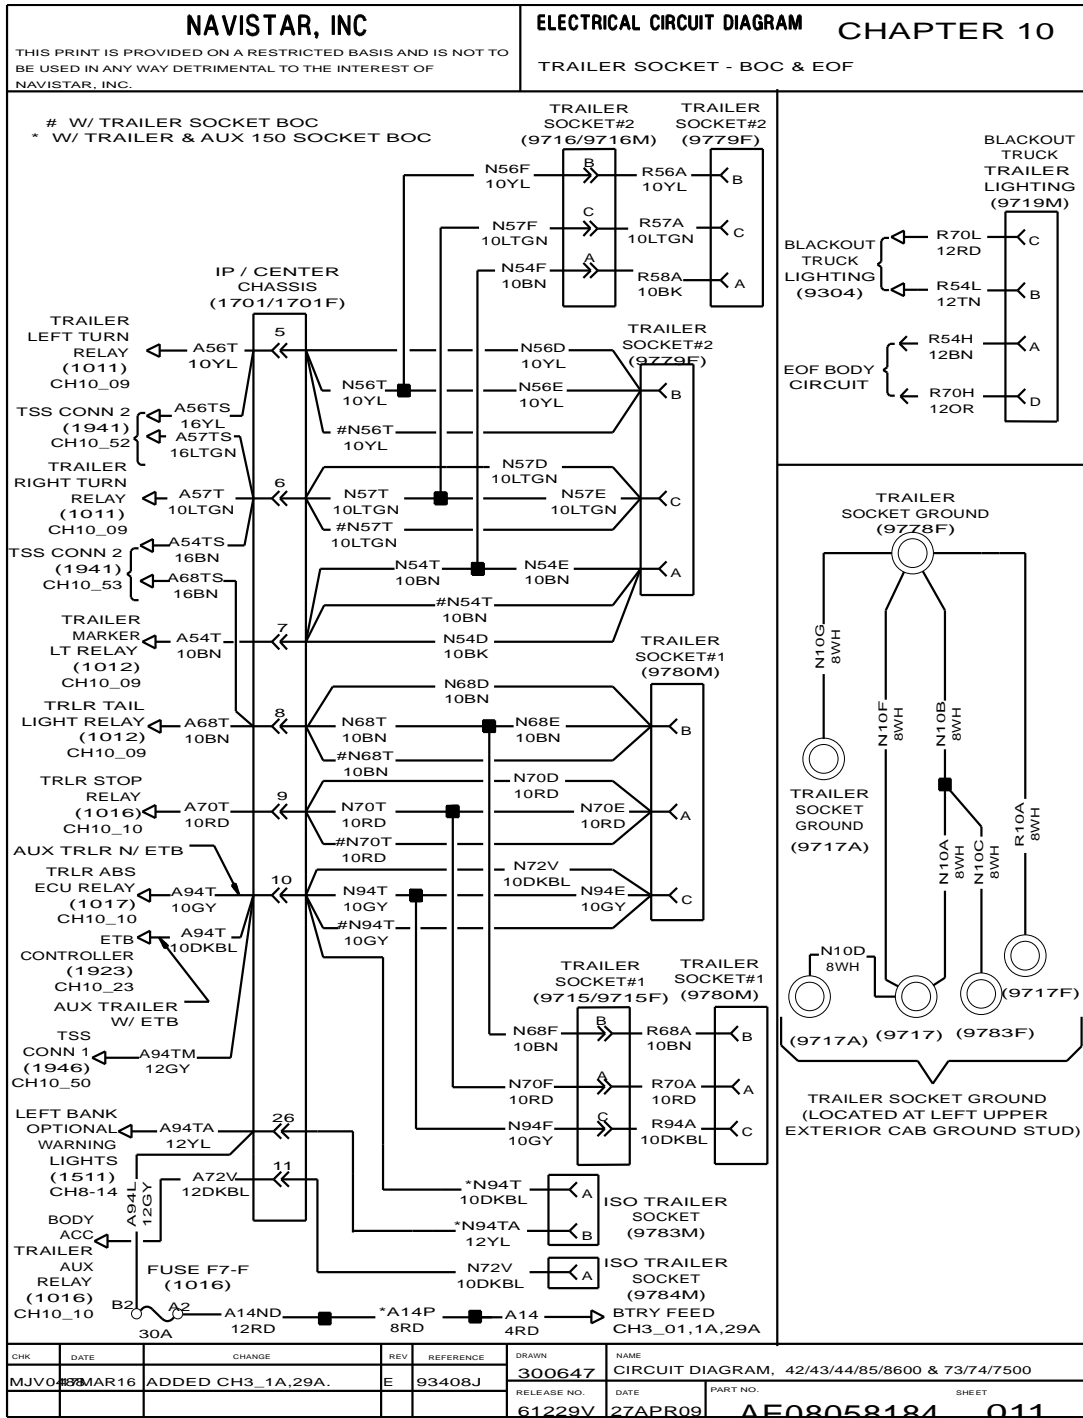 NAVISTAR, INC
THIS PRINT IS PROVIDED ON A RESTRICTED BASIS AND IS NOT TO
BE USED IN ANY WAY DETRIMENTAL TO THE INTEREST OF
NAVISTAR, INC.
ELECTRICAL CIRCUIT DIAGRAM
CHAPTER 10
TRAILER SOCKET - BOC & EOF
# W/ TRAILER SOCKET BOC
* W/ TRAILER & AUX 150 SOCKET BOC
TRAILER
SOCKET#2
(9716/9716M)
TRAILER
SOCKET#2
(9779F)
N56F
10YL
B
R56A
10YL
B
N57F
10LTGN
C
R57A
10LTGN
C
N54F
10BN
A
R58A
10BK
A
IP / CENTER
CHASSIS
(1701/1701F)
TRAILER
SOCKET#2
(9779F)
TRAILER
LEFT TURN
RELAY
(1011)
CH10_09
A56T
10YL
5
N56D
10YL
N56T
10YL
N56E
10YL
B
#N56T
10YL
TSS CONN 2
(1941)
CH10_52
A56TS
16YL
A57TS
16LTGN
TRAILER
RIGHT TURN
RELAY
(1011)
CH10_09
A57T
10LTGN
6
N57D
10LTGN
N57T
10LTGN
N57E
10LTGN
C
#N57T
10LTGN
TSS CONN 2
(1941)
CH10_53
A54TS
16BN
A68TS
16BN
N54T
10BN
N54E
10BN
A
#N54T
10BN
TRAILER
MARKER
LT RELAY
(1012)
CH10_09
A54T
10BN
7
N54D
10BK
TRAILER
SOCKET#1
(9780M)
TRLR TAIL
LIGHT RELAY
(1012)
CH10_09
A68T
10BN
8
N68D
10BN
N68T
10BN
N68E
10BN
B
#N68T
10BN
TRLR STOP
RELAY
(1016)
CH10_10
A70T
10RD
9
N70D
10RD
N70T
10RD
N70E
10RD
A
#N70T
10RD
AUX TRLR N/ ETB
TRLR ABS
ECU RELAY
(1017)
CH10_10
A94T
10GY
10
N72V
10DKBL
N94T
10GY
N94E
10GY
C
#N94T
10GY
ETB
CONTROLLER
(1923)
CH10_23
A94T
10DKBL
AUX TRAILER
W/ ETB
TSS
CONN 1
(1946)
CH10_50
A94TM
12GY
TRAILER
SOCKET#1
(9715/9715F)
TRAILER
SOCKET#1
(9780M)
N68F
10BN
B
R68A
10BN
B
N70F
10RD
A
R70A
10RD
A
N94F
10GY
C
R94A
10DKBL
C
LEFT BANK
OPTIONAL
WARNING
LIGHTS
(1511)
CH8-14
A94TA
12YL
26
A94L
12GY
A72V
12DKBL
11
*N94T
10DKBL
A
*N94TA
12YL
B
ISO TRAILER
SOCKET
(9783M)
N72V
10DKBL
A
ISO TRAILER
SOCKET
(9784M)
BODY
ACC
TRAILER
AUX
RELAY
(1016)
CH10_10
FUSE F7-F
(1016)
B2
A2
30A
A14ND
12RD
*A14P
8RD
A14
4RD
BTRY FEED
CH3_01,1A,29A
BLACKOUT
TRUCK
TRAILER
LIGHTING
(9719M)
BLACKOUT
TRUCK
LIGHTING
(9304)
R70L
12RD
C
R54L
12TN
B
EOF BODY
CIRCUIT
R54H
12BN
A
R70H
12OR
D
TRAILER
SOCKET GROUND
(9778F)
N10G
8WH
N10F
8WH
N10B
8WH
R10A
8WH
TRAILER
SOCKET
GROUND
(9717A)
N10A
8WH
N10C
8WH
N10D
8WH
(9717A)
(9717)
(9783F)
(9717F)
TRAILER SOCKET GROUND
(LOCATED AT LEFT UPPER
EXTERIOR CAB GROUND STUD)
CHK
DATE
CHANGE
REV
REFERENCE
DRAWN
NAME
ADDED CH3_1A,29A.
E
93408J
300647
CIRCUIT DIAGRAM, 42/43/44/85/8600 & 73/74/7500
RELEASE NO.
DATE
PART NO.
SHEET
61229V
27APR09
AE08058184
011